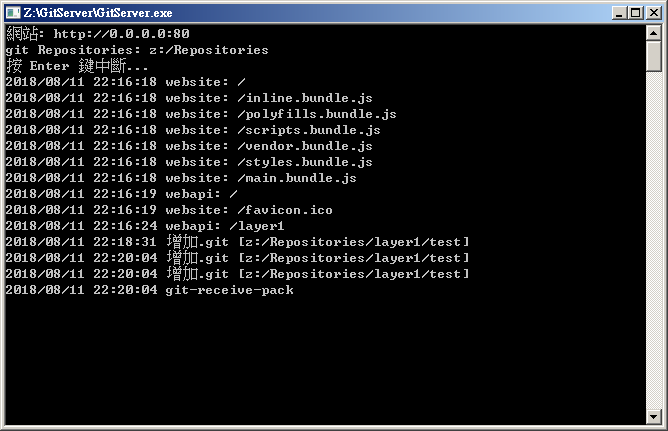 Z:\GitServer\GitServer.exe
網站: http://0.0.0.0:80
git Repositories: z:/Repositories
按 Enter 鍵中斷...
2018/08/11 22:16:18 website: /
2018/08/11 22:16:18 website: /inline.bundle.js
2018/08/11 22:16:18 website: /polyfills.bundle.js
2018/08/11 22:16:18 website: /scripts.bundle.js
2018/08/11 22:16:18 website: /vendor.bundle.js
2018/08/11 22:16:18 website: /styles.bundle.js
2018/08/11 22:16:18 website: /main.bundle.js
2018/08/11 22:16:19 webapi: /
2018/08/11 22:16:19 website: /favicon.ico
2018/08/11 22:16:24 webapi: /layer1
2018/08/11 22:18:31 增加.git [z:/Repositories/layer1/test]
2018/08/11 22:20:04 增加.git [z:/Repositories/layer1/test]
2018/08/11 22:20:04 增加.git [z:/Repositories/layer1/test]
2018/08/11 22:20:04 git-receive-pack